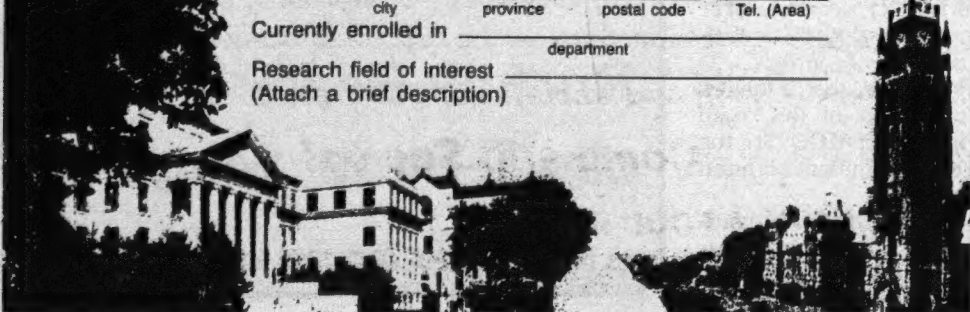 city province postal code Tel. (Area)
Currently enrolled in
department
Research field of interest
(Attach a brief description)